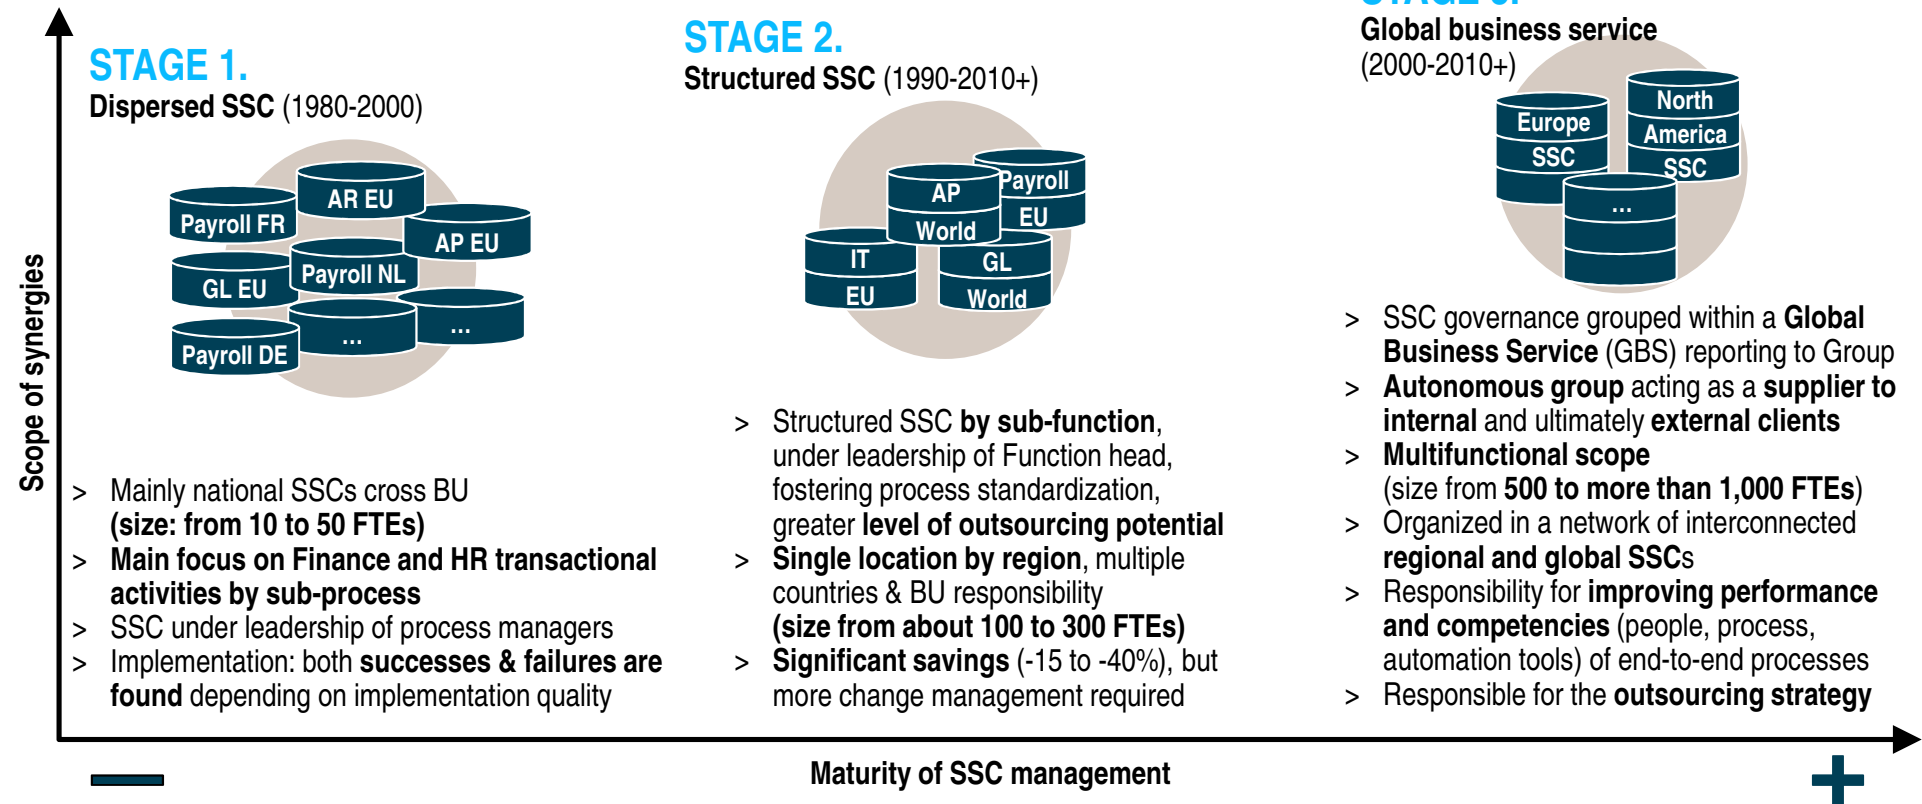 STAGE 1.
Dispersed SSC (1980-2000)
Payroll FR
AR EU
AP EU
GL EU
Payroll NL
Payroll DE
...
...
> Mainly national SSCs cross BU
(size: from 10 to 50 FTEs)
> Main focus on Finance and HR transactional
activities by sub-process
> SSC under leadership of process managers
> Implementation: both successes & failures are
found depending on implementation quality
STAGE 2.
Structured SSC (1990-2010+)
AP
World
Payroll
EU
IT
EU
GL
World
> Structured SSC by sub-function,
under leadership of Function head,
fostering process standardization,
greater level of outsourcing potential
> Single location by region, multiple
countries & BU responsibility
(size from about 100 to 300 FTEs)
> Significant savings (-15 to -40%), but
more change management required
Global business service
(2000-2010+)
Europe
SSC
North
America
SSC
...
> SSC governance grouped within a Global
Business Service (GBS) reporting to Group
> Autonomous group acting as a supplier to
internal and ultimately external clients
> Multifunctional scope
(size from 500 to more than 1,000 FTEs)
> Organized in a network of interconnected
regional and global SSCs
> Responsibility for improving performance
and competencies (people, process,
automation tools) of end-to-end processes
> Responsible for the outsourcing strategy
Scope of synergies
Maturity of SSC management